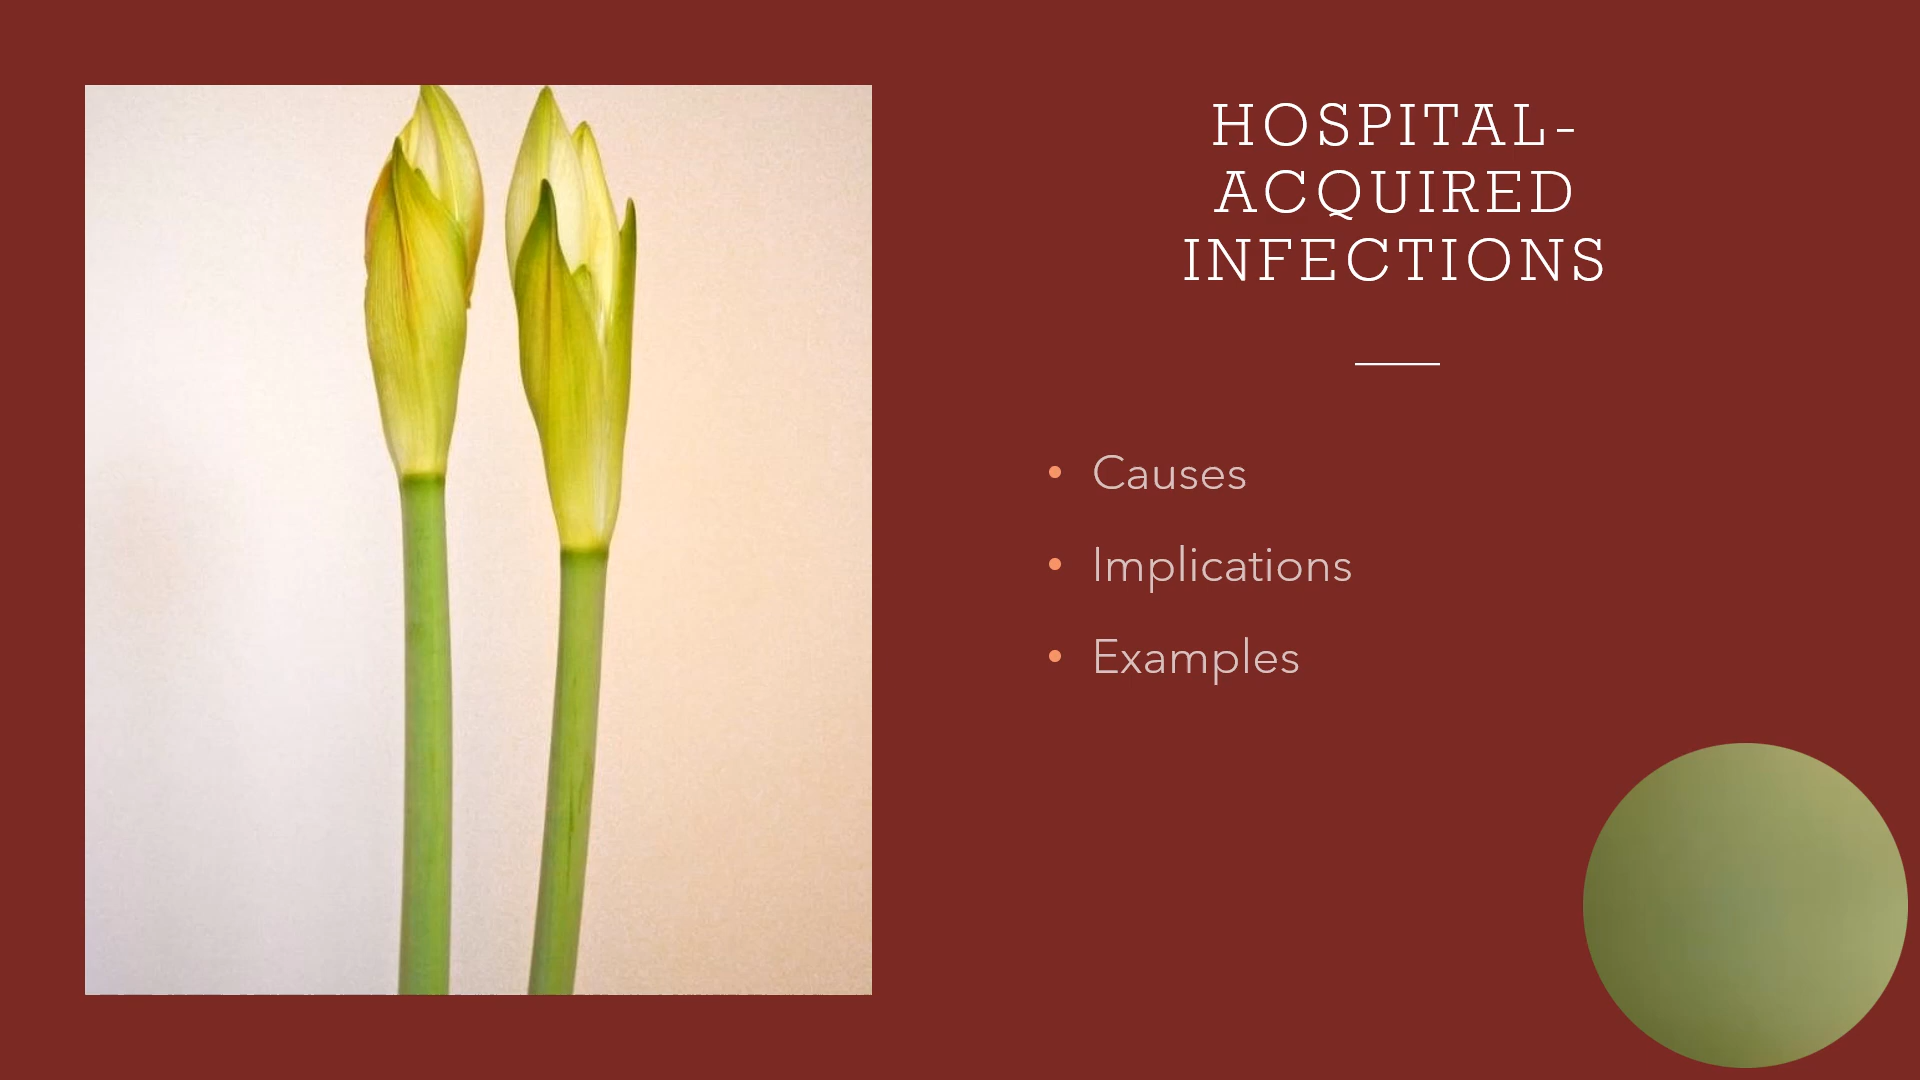 HOSPITAL-
ACQUIRED
INFECTIONS
• Causes
• Implications
• Examples